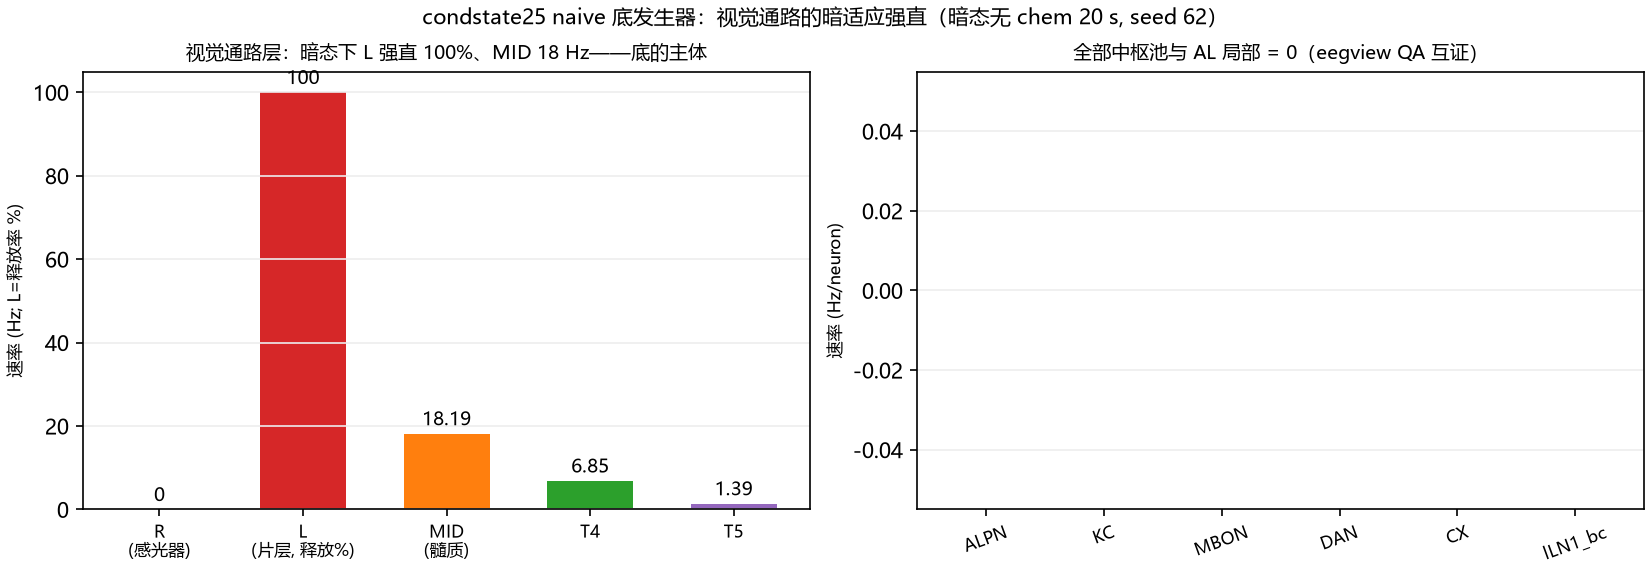 condstate25 naive 底发生器：视觉通路的暗适应强直（暗态无 chem 20 s, seed 62）
视觉通路层：暗态下 L 强直 100%、MID 18 Hz——底的主体
速率 (Hz; L=释放率 %)
100
80
60
40
20
0
0
100
18.19
6.85
1.39
R
(感光器)
L
(片层, 释放%)
MID
(髓质)
T4
T5
全部中枢池与 AL 局部 = 0（eegview QA 互证）
速率 (Hz/neuron)
0.04
0.02
0.00
-0.02
-0.04
ALPN
KC
MBON
DAN
CX
ILN1_bc